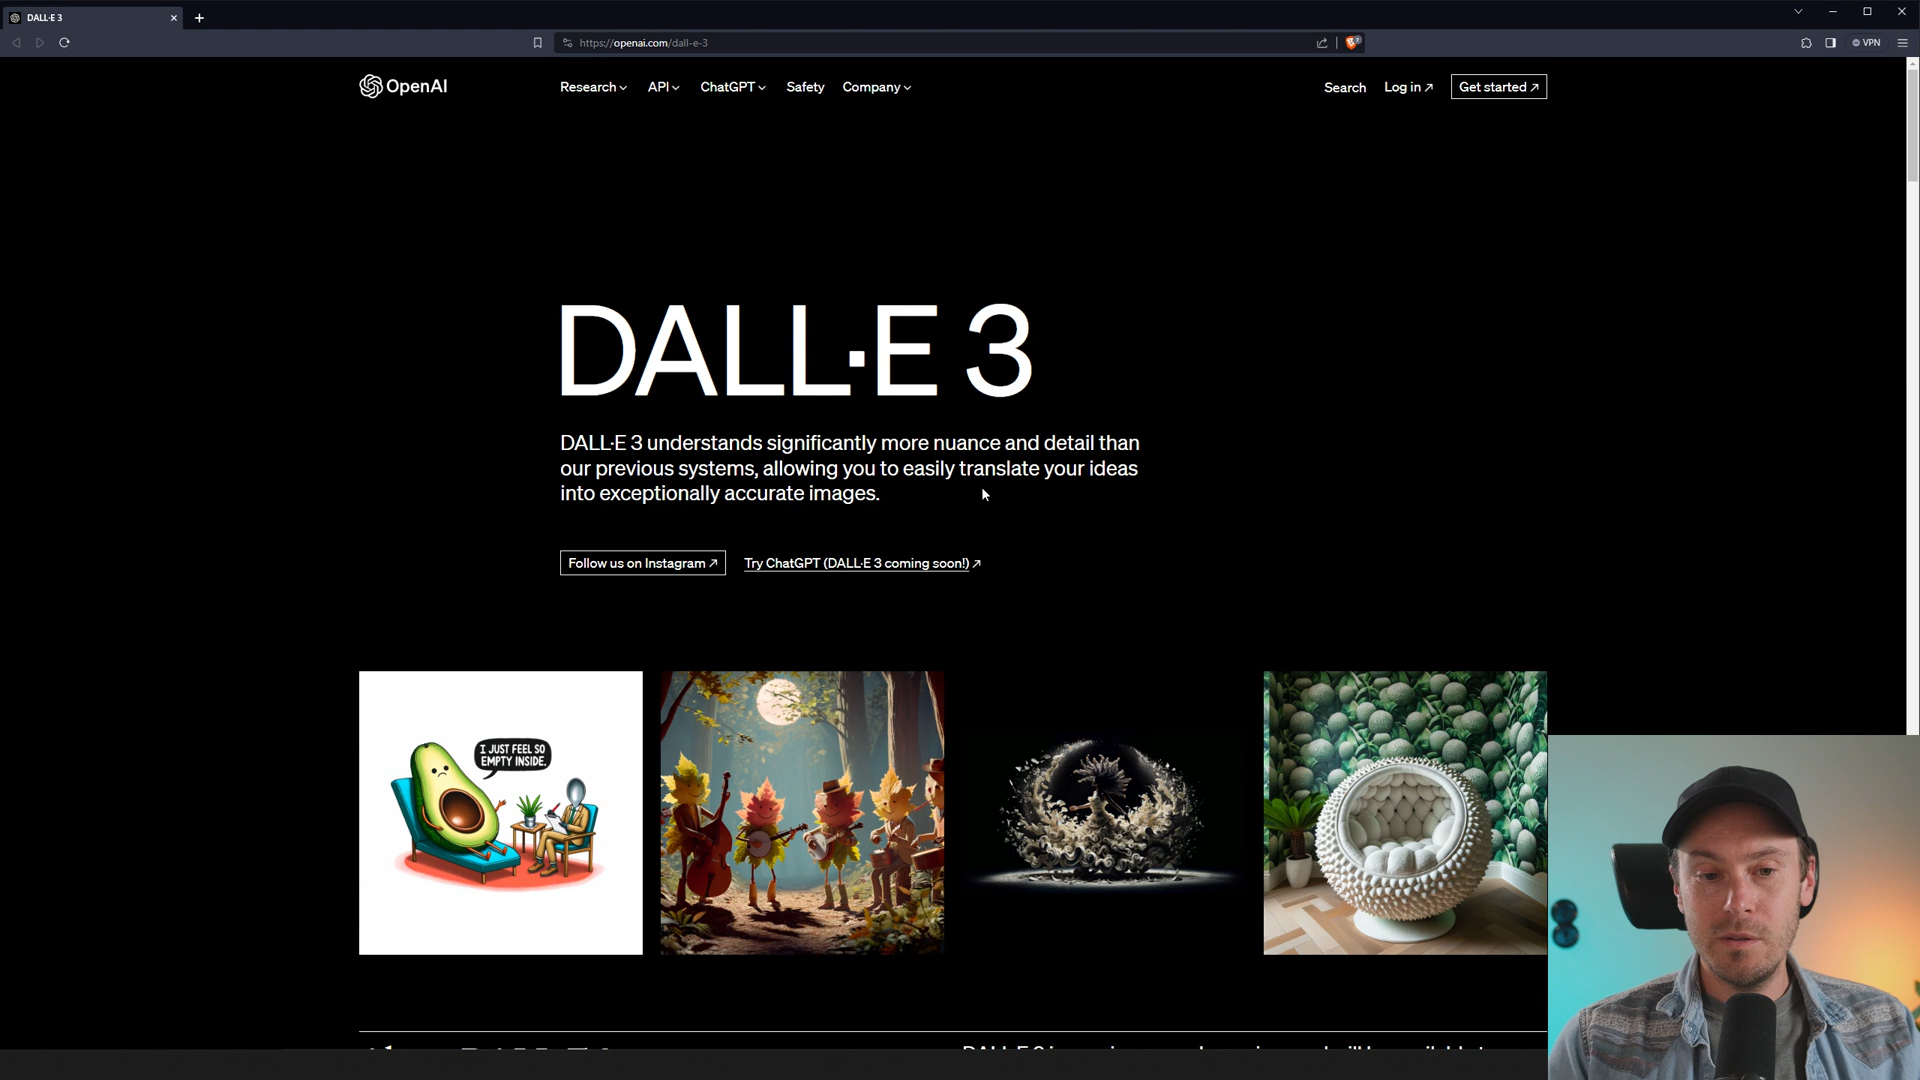 DALL·E 3
https://openai.com/dall-e-3
VPN
OpenAI
Research
API
ChatGPT
Safety
Company
Search
Log in ↗
Get started ↗
DALL·E 3
DALL·E 3 understands significantly more nuance and detail than
our previous systems, allowing you to easily translate your ideas
into exceptionally accurate images.
Follow us on Instagram ↗
Try ChatGPT (DALL·E 3 coming soon!) ↗
I JUST FEEL SO
EMPTY INSIDE.